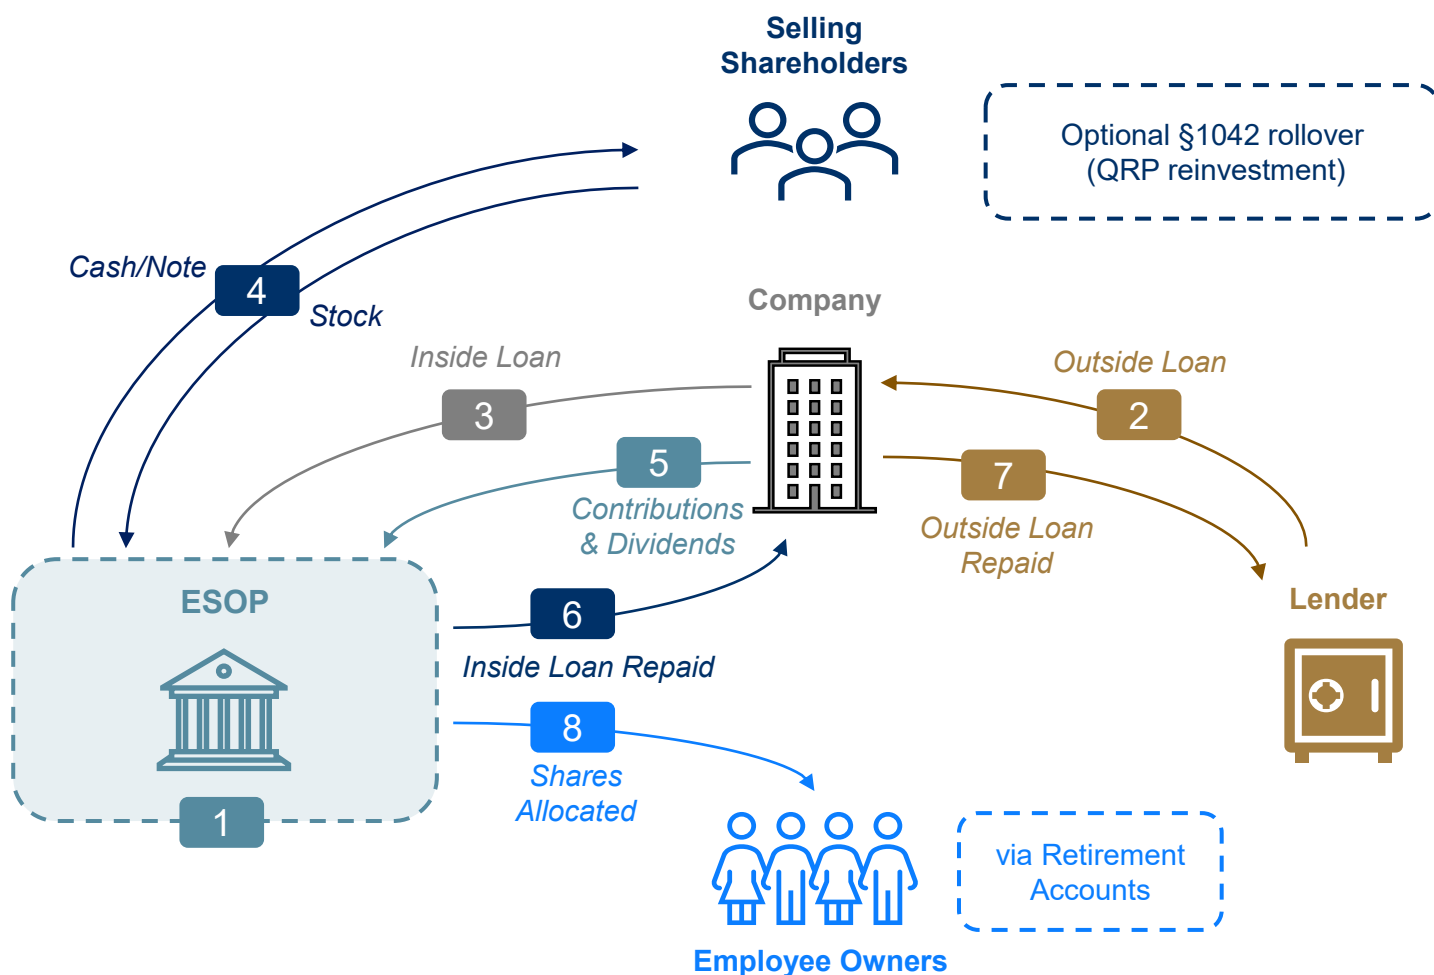 Selling
Shareholders
Optional §1042 rollover
(QRP reinvestment)
Cash/Note
4
Stock
Company
Inside Loan
3
Outside Loan
2
5
Contributions
& Dividends
7
Outside Loan
Repaid
ESOP
6
Inside Loan Repaid
Lender
8
Shares
Allocated
1
via Retirement
Accounts
Employee Owners